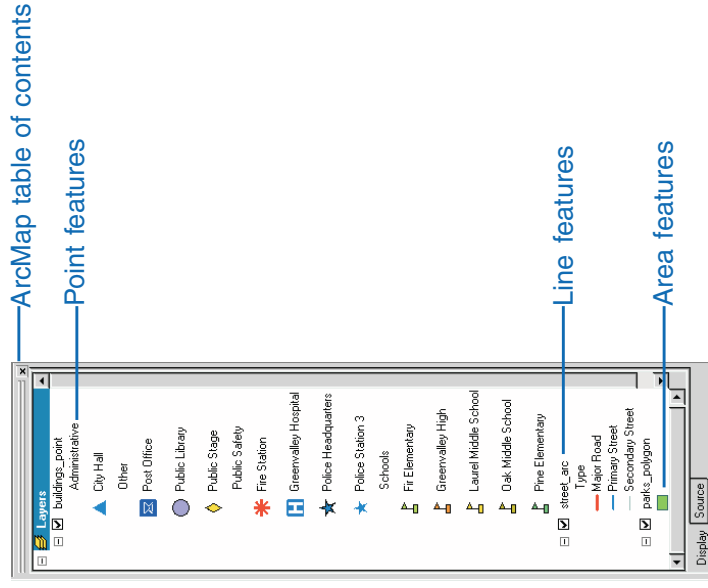 ArcMap table of contents
Layers
buildings_point
Administrative
Point features
City Hall
Other
Post Office
Public Library
Public Stage
Public Safety
Fire Station
Greenvalley Hospital
Police Headquarters
Police Station 3
Schools
Fir Elementary
Greenvalley High
Laurel Middle School
Oak Middle School
Pine Elementary
street_arc
Line features
Type
Major Road
Primary Street
Secondary Street
parks_polygon
Area features
Display
Source